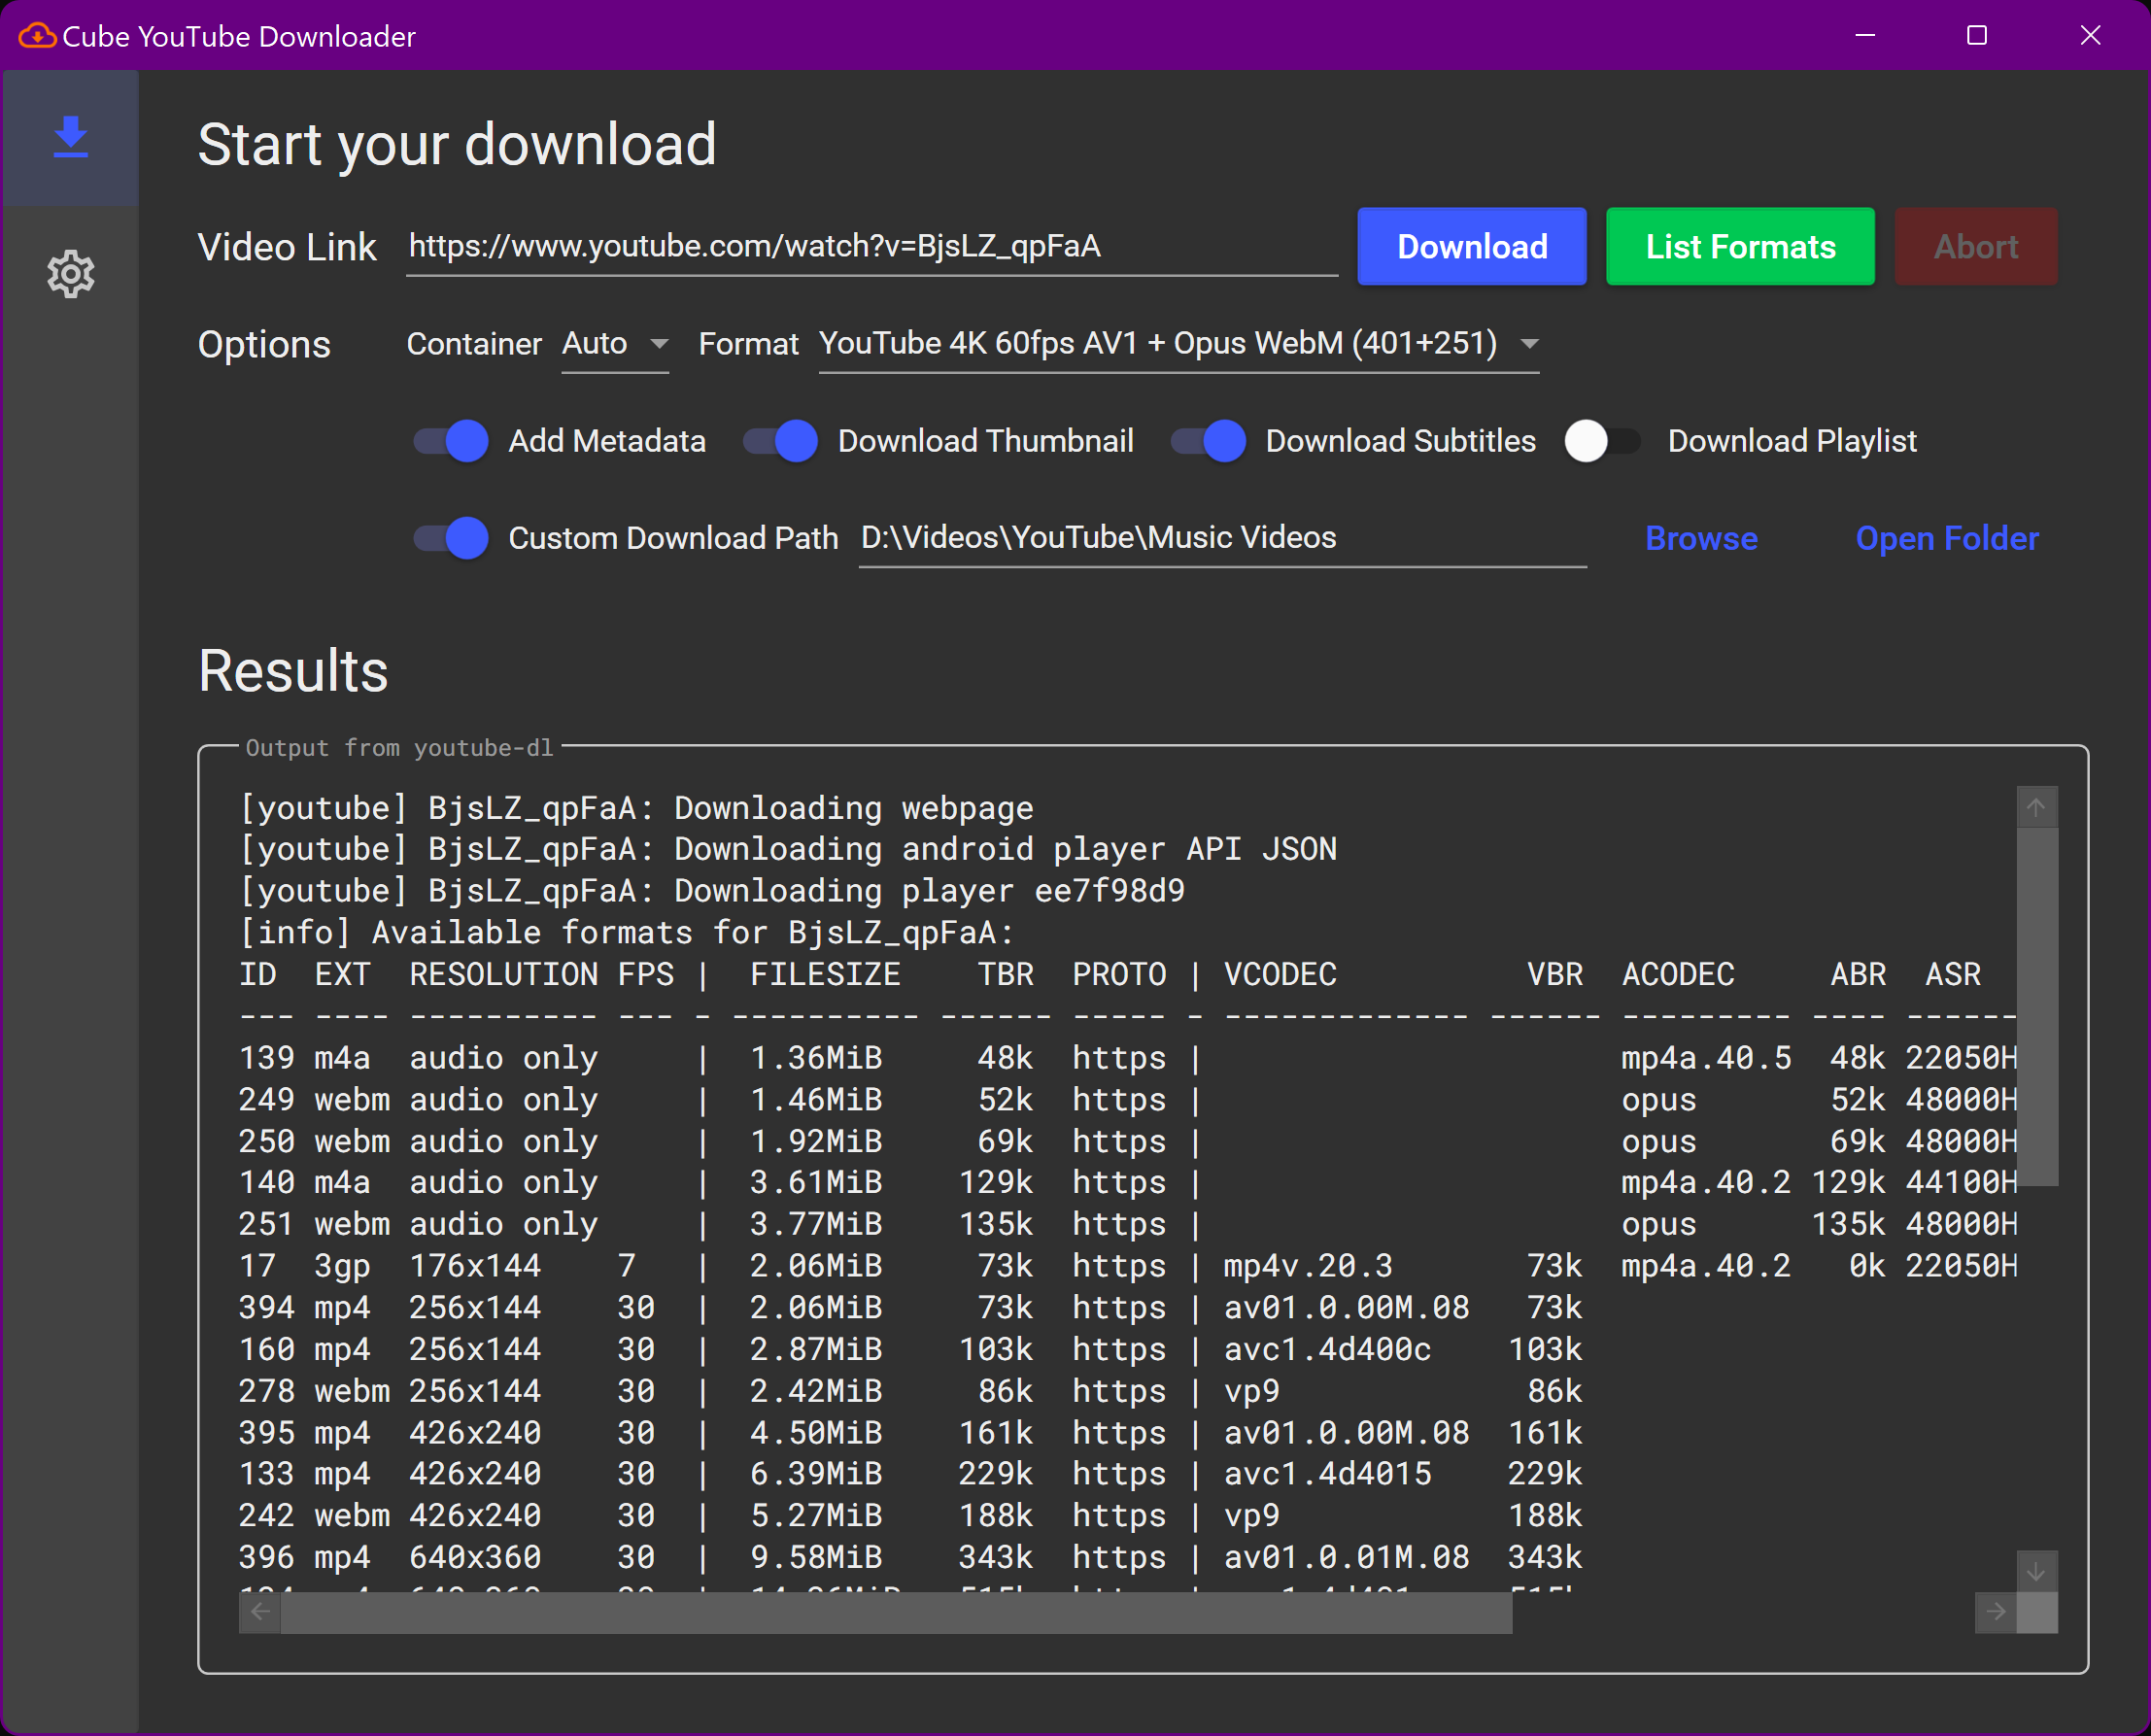 Cube YouTube Downloader
Start your download
Video Link https://www.youtube.com/watch?v=BjsLZ_qpFaA Download List Formats Abort
Options Container Auto Format YouTube 4K 60fps AV1 + Opus WebM (401+251)
Add Metadata Download Thumbnail Download Subtitles Download Playlist
Custom Download Path D:\Videos\YouTube\Music Videos Browse Open Folder
Results
Output from youtube-dl
[youtube] BjsLZ_qpFaA: Downloading webpage
[youtube] BjsLZ_qpFaA: Downloading android player API JSON
[youtube] BjsLZ_qpFaA: Downloading player ee7f98d9
[info] Available formats for BjsLZ_qpFaA:
ID  EXT  RESOLUTION FPS |  FILESIZE    TBR  PROTO | VCODEC          VBR  ACODEC     ABR  ASR
--- ---- ---------- --- - ---------- ------ ----- - ------------- ------ --------- ---- ------
139 m4a  audio only     |  1.36MiB     48k  https |                      mp4a.40.5  48k 22050H
249 webm audio only     |  1.46MiB     52k  https |                      opus       52k 48000H
250 webm audio only     |  1.92MiB     69k  https |                      opus       69k 48000H
140 m4a  audio only     |  3.61MiB    129k  https |                      mp4a.40.2 129k 44100H
251 webm audio only     |  3.77MiB    135k  https |                      opus      135k 48000H
17  3gp  176x144    7   |  2.06MiB     73k  https | mp4v.20.3       73k  mp4a.40.2   0k 22050H
394 mp4  256x144    30  |  2.06MiB     73k  https | av01.0.00M.08   73k
160 mp4  256x144    30  |  2.87MiB    103k  https | avc1.4d400c    103k
278 webm 256x144    30  |  2.42MiB     86k  https | vp9             86k
395 mp4  426x240    30  |  4.50MiB    161k  https | av01.0.00M.08  161k
133 mp4  426x240    30  |  6.39MiB    229k  https | avc1.4d4015    229k
242 webm 426x240    30  |  5.27MiB    188k  https | vp9            188k
396 mp4  640x360    30  |  9.58MiB    343k  https | av01.0.01M.08  343k